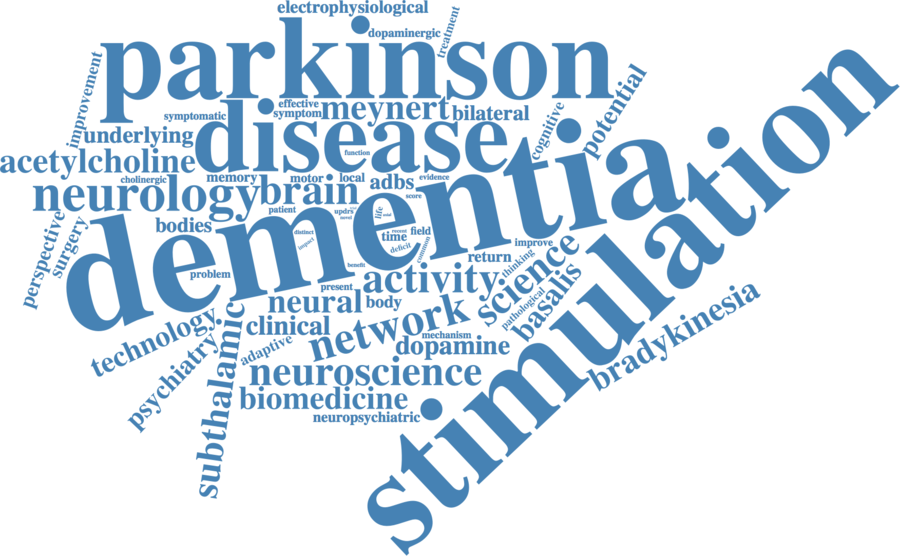 electrophysiological
dopaminergic
treatment
parkinson
improvement
effective
symptomatic
symptom
meynert
bilateral
potential
cognitive
underlying
disease
function
acetylcholine
cholinergic
memory
motor
local
adbs
evidence
neurology
brain
score
patient
updrs
novel
life
stimulation
dementia
perspective
surgery
bodies
distinct
impact
recent
time
field
deficit
common
problem
benefit
return
improve
thinking
science
present
activity
pathological
basalis
neural
body
technology
clinical
network
mechanism
bradykinesia
psychiatry
subthalamic
adaptive
dopamine
neuroscience
biomedicine
neuropsychiatric